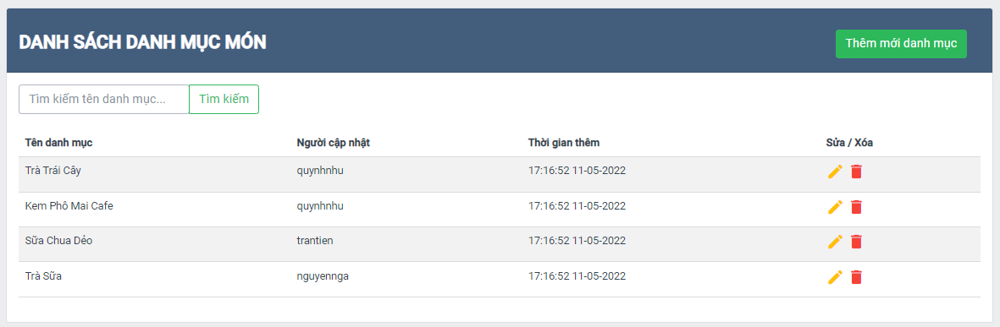 DANH SÁCH DANH MỤC MÓN
Thêm mới danh mục
Tìm kiếm tên danh mục... Tìm kiếm
Tên danh mục Người cập nhật Thời gian thêm Sửa / Xóa
Trà Trái Cây quynhnhu 17:16:52 11-05-2022
Kem Phô Mai Cafe quynhnhu 17:16:52 11-05-2022
Sữa Chua Dẻo trantien 17:16:52 11-05-2022
Trà Sữa nguyennga 17:16:52 11-05-2022